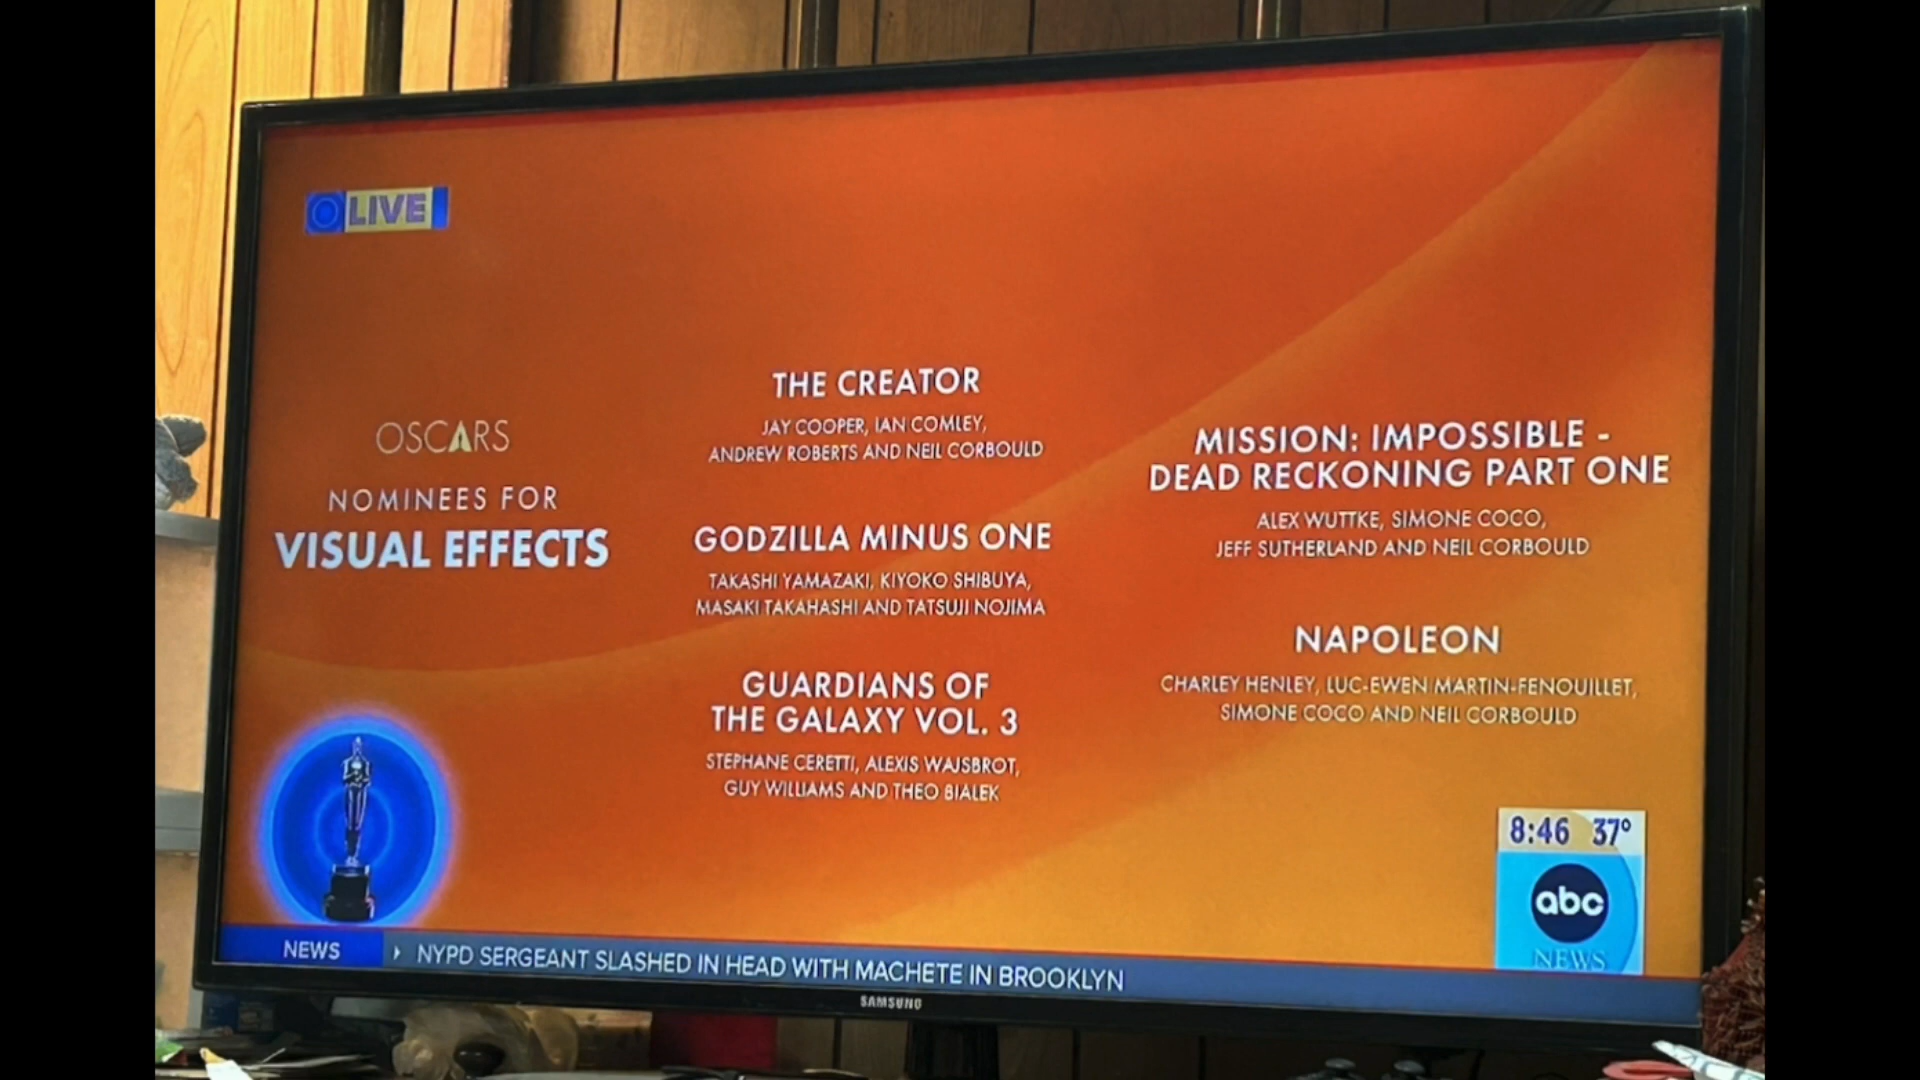 LIVE
OSCARS
NOMINEES FOR
VISUAL EFFECTS
THE CREATOR
JAY COOPER, IAN COMLEY,
ANDREW ROBERTS AND NEIL CORBOULD
GODZILLA MINUS ONE
TAKASHI YAMAZAKI, KIYOKO SHIBUYA,
MASAKI TAKAHASHI AND TATSUJI NOJIMA
GUARDIANS OF
THE GALAXY VOL. 3
STEPHANE CERETTI, ALEXIS WAJSBROT,
GUY WILLIAMS AND THEO BIALEK
MISSION: IMPOSSIBLE -
DEAD RECKONING PART ONE
ALEX WUTTKE, SIMONE COCO,
JEFF SUTHERLAND AND NEIL CORBOULD
NAPOLEON
CHARLEY HENLEY, LUC-EWEN MARTIN-FENOUILLET,
SIMONE COCO AND NEIL CORBOULD
8:46 37°
abc
NEWS
NEWS
NYPD SERGEANT SLASHED IN HEAD WITH MACHETE IN BROOKLYN
SAMSUNG